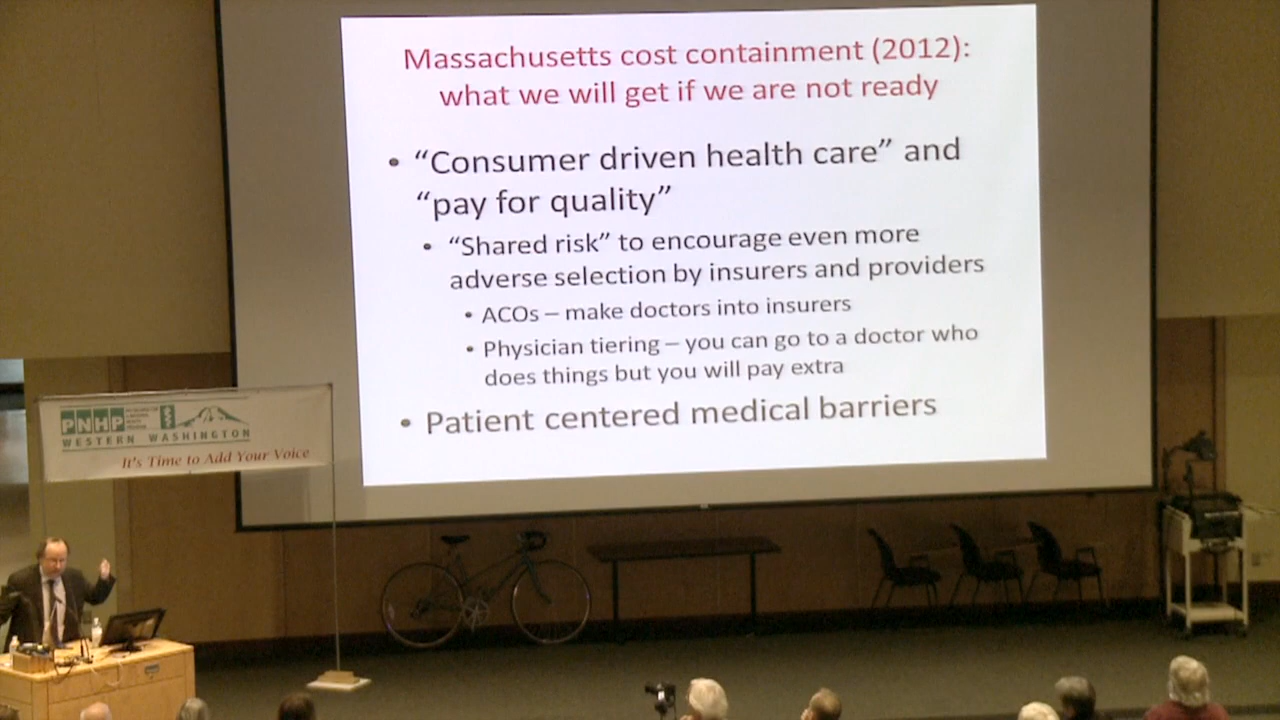 Massachusetts cost containment (2012):
what we will get if we are not ready
• “Consumer driven health care” and
“pay for quality”
• “Shared risk” to encourage even more
adverse selection by insurers and providers
• ACOs – make doctors into insurers
• Physician tiering – you can go to a doctor who
does things but you will pay extra
• Patient centered medical barriers
PNHP
WESTERN WASHINGTON
It's Time to Add Your Voice